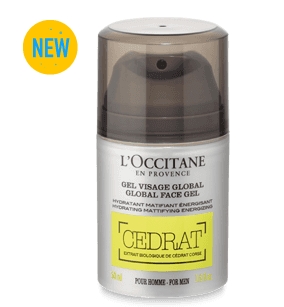 NEW
L'OCCITANE
EN PROVENCE
GEL VISAGE GLOBAL
GLOBAL FACE GEL
HYDRATANT MATIFIANT ÉNERGISANT
HYDRATING MATTIFYING ENERGIZING
CEDRAT
EXTRAIT BIOLOGIQUE DE CÉDRAT CORSE
POUR HOMME - FOR MEN